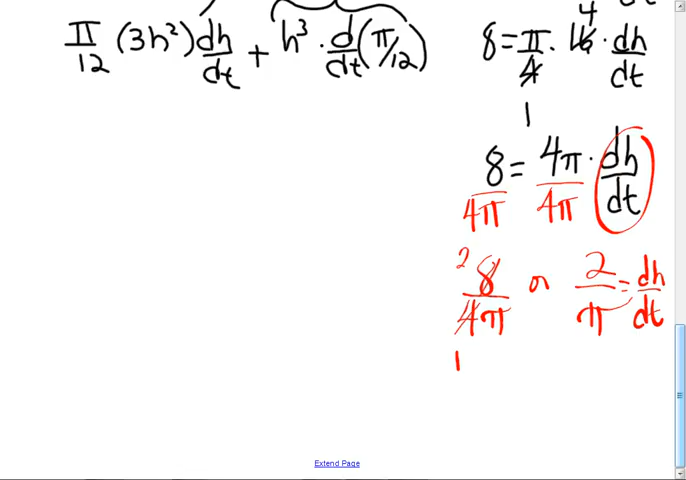 π/12 (3h²) dh/dt + h³ · d/dt (π/12)
8 = π/4 · 16 · dh/dt
4
1
8 = 4π · dh/dt
4π 4π
2
8/4π or 2/π = dh/dt
1
Extend Page